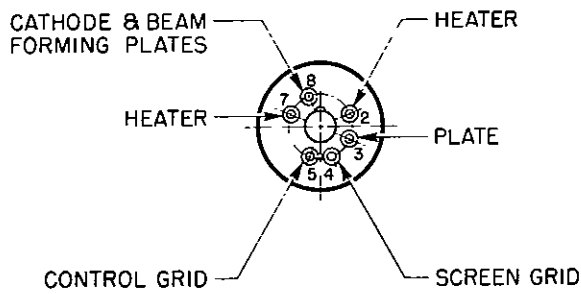 CATHODE & BEAM
FORMING PLATES
HEATER
8
7
2
HEATER
PLATE
3
5
4
CONTROL GRID
SCREEN GRID